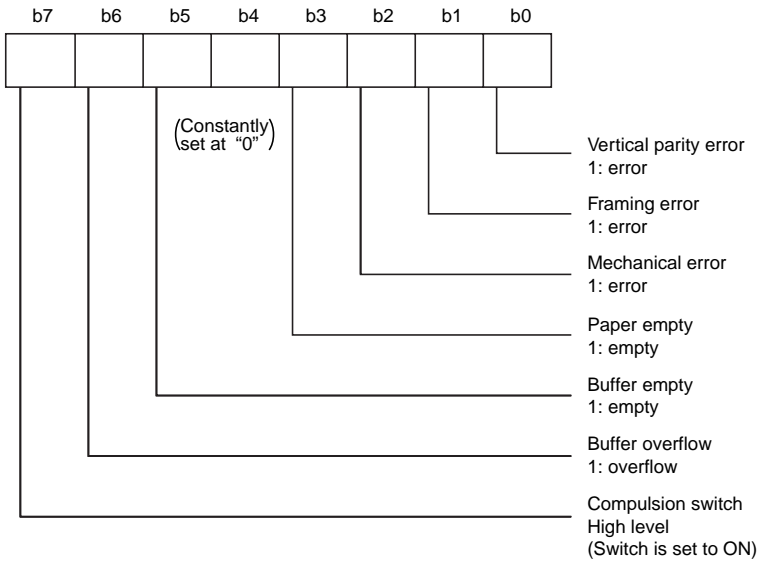 b7 b6 b5 b4 b3 b2 b1 b0
(Constantly
set at “0”)
Vertical parity error
1: error
Framing error
1: error
Mechanical error
1: error
Paper empty
1: empty
Buffer empty
1: empty
Buffer overflow
1: overflow
Compulsion switch
High level
(Switch is set to ON)